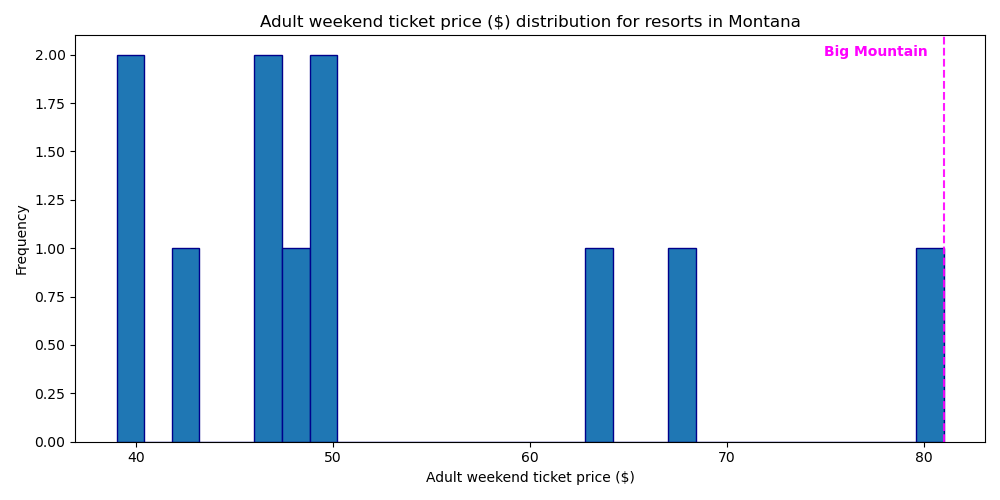 Adult weekend ticket price ($) distribution for resorts in Montana
Big Mountain
Frequency
2.00
1.75
1.50
1.25
1.00
0.75
0.50
0.25
0.00
40 50 60 70 80
Adult weekend ticket price ($)